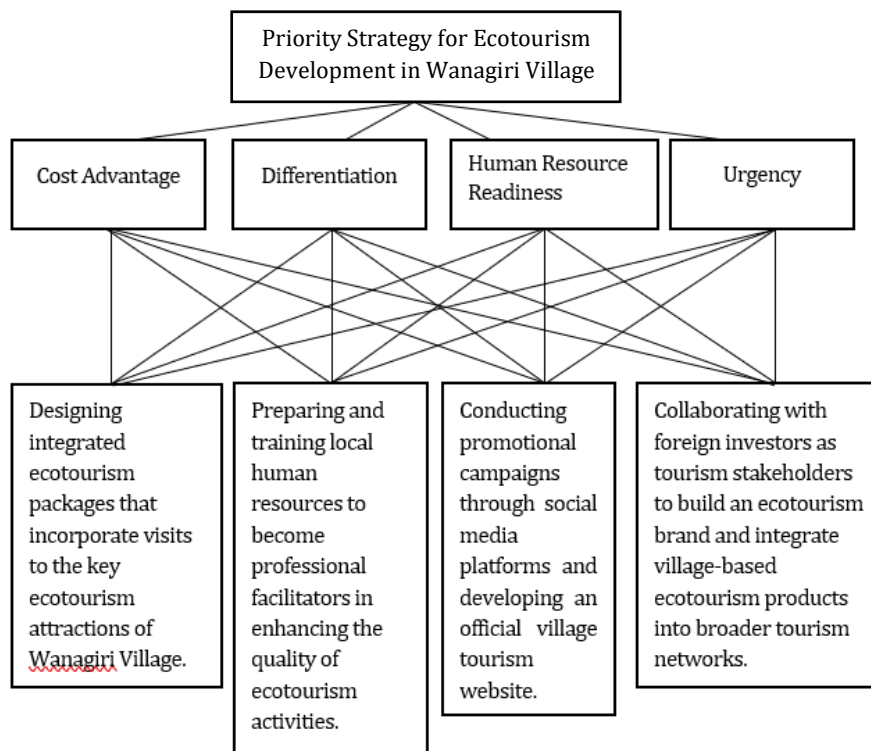 Priority Strategy for Ecotourism
Development in Wanagiri Village
Cost Advantage
Differentiation
Human Resource
Readiness
Urgency
Designing
integrated
ecotourism
packages that
incorporate visits
to the key
ecotourism
attractions of
Wanagiri Village.
Preparing and
training local
human
resources to
become
professional
facilitators in
enhancing the
quality of
ecotourism
activities.
Conducting
promotional
campaigns
through social
media
platforms and
developing an
official village
tourism
website.
Collaborating with
foreign investors as
tourism stakeholders
to build an ecotourism
brand and integrate
village-based
ecotourism products
into broader tourism
networks.